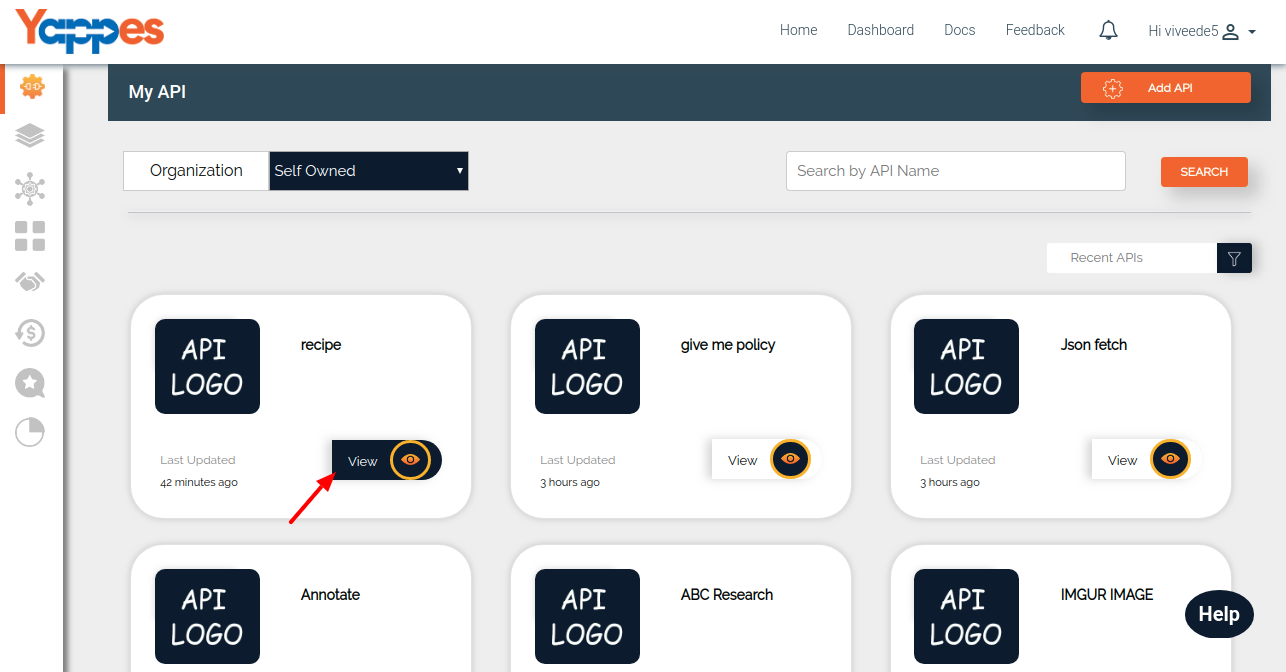 Yappes
Home Dashboard Docs Feedback Hi viveede5
My API
Add API
Organization Self Owned
Search by API Name
SEARCH
Recent APIs
API LOGO
recipe
Last Updated
42 minutes ago
View
API LOGO
give me policy
Last Updated
3 hours ago
View
API LOGO
Json fetch
Last Updated
3 hours ago
View
API LOGO
Annotate
API LOGO
ABC Research
API LOGO
IMGUR IMAGE
Help